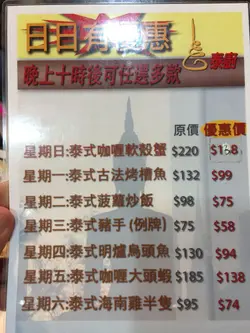 日日有優惠
泰廚
晚上十時後可任選多款
原價 優惠價
星期日:泰式咖喱軟殼蟹 $220 $168
星期一:泰式古法烤檣魚 $132 $99
星期二:泰式菠蘿炒飯 $98 $75
星期三:泰式豬手(例牌) $75 $58
星期四:泰式明爐烏頭魚 $130 $94
星期五:泰式咖喱大頭蝦 $185 $138
星期六:泰式海南雞半隻 $95 $74